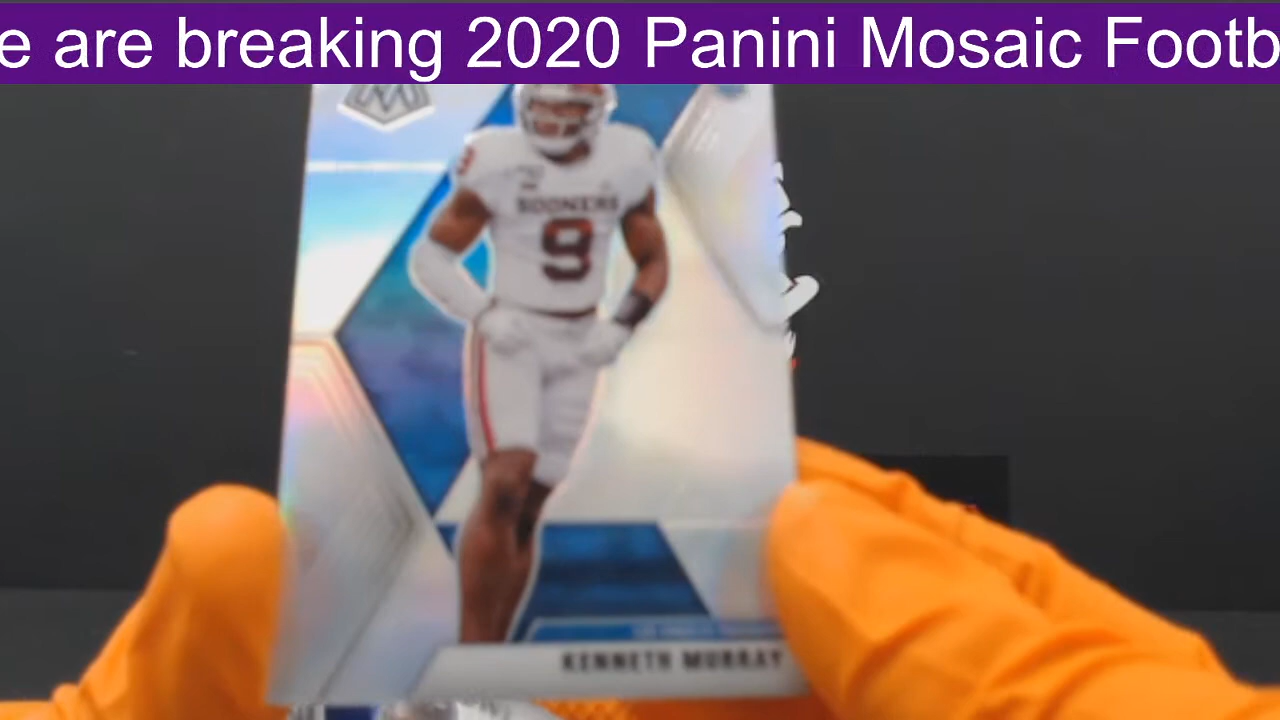 e are breaking 2020 Panini Mosaic Footb
M
SOONERS
9
KENNETH MURRAY